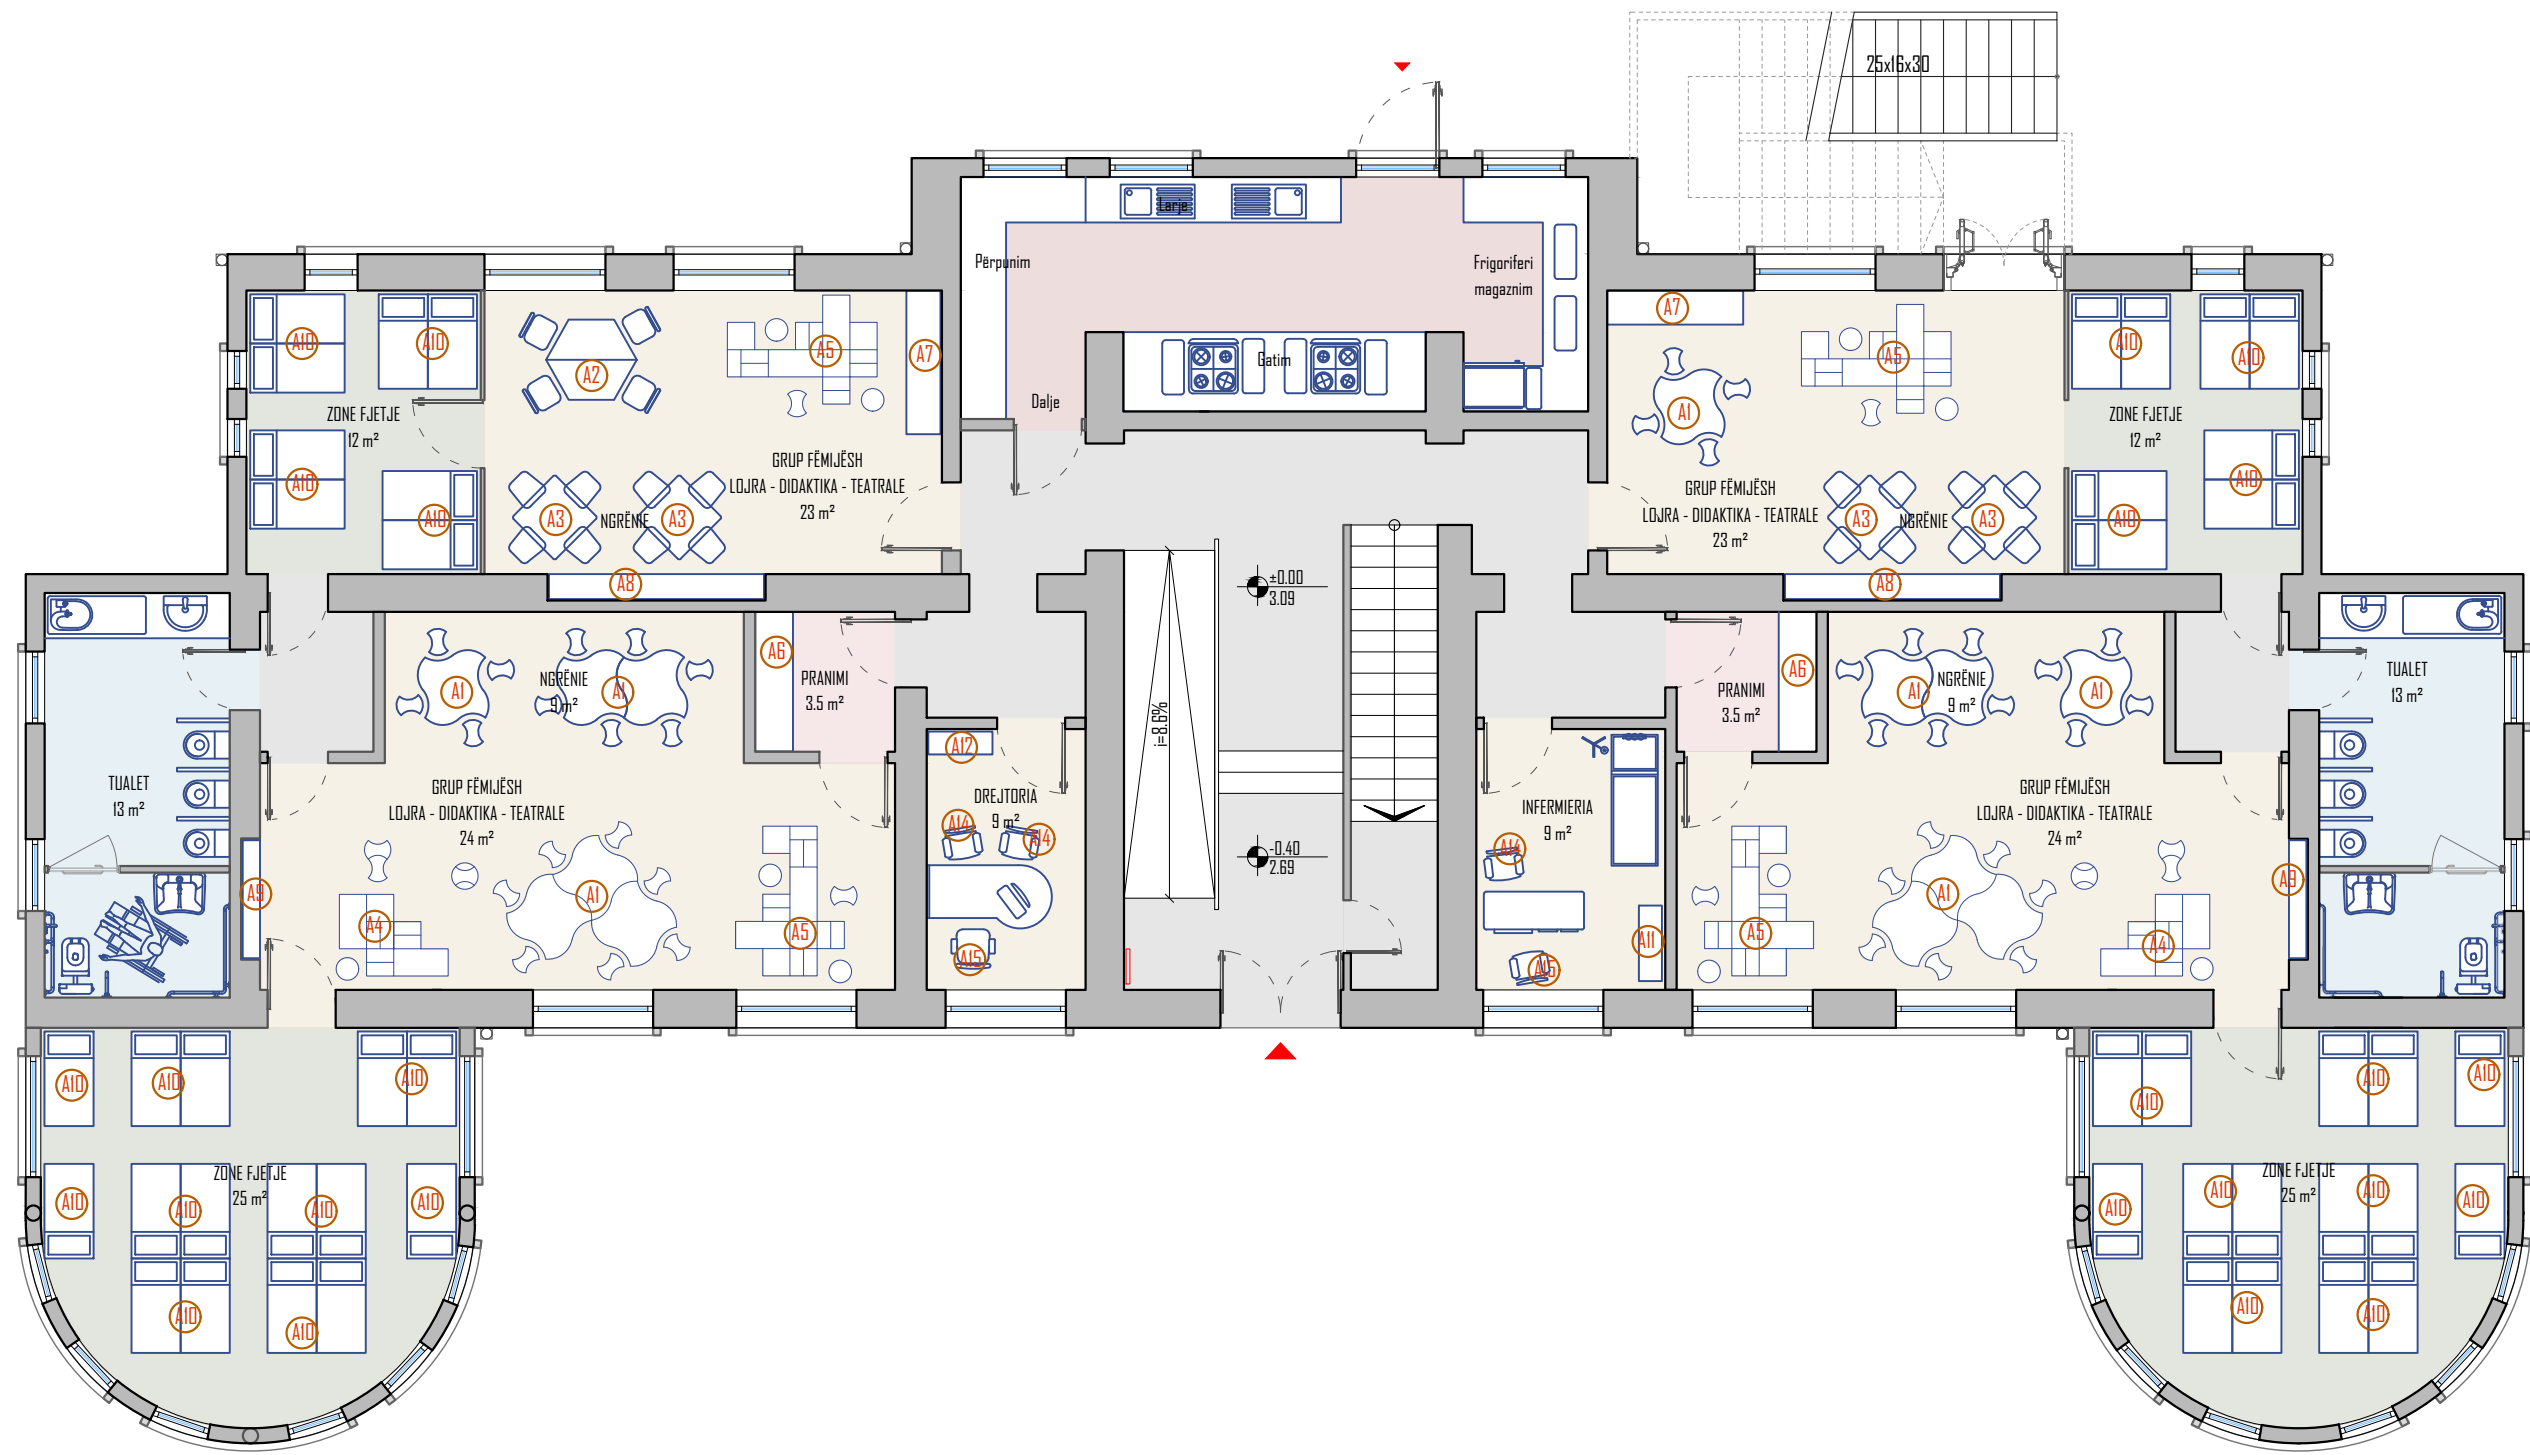 25x16x30
Larje
Përpunim
Frigoriferi
magaznim
Gatim
Dalje
A10
A10
A2
A5
A7
ZONE FJETJE
12 m²
A10
A10
GRUP FËMIJËSH
LOJRA - DIDAKTIKA - TEATRALE
23 m²
A3
NGRËNIE
A3
A8
A7
A5
A1
A10
A10
ZONE FJETJE
12 m²
A10
A10
GRUP FËMIJËSH
LOJRA - DIDAKTIKA - TEATRALE
23 m²
A3
NGRËNIE
A3
A8
±0.00
3.09
i=8.6%
-0.40
2.69
TUALET
13 m²
A1
NGRËNIE
9 m²
A1
A6
PRANIMI
3.5 m²
GRUP FËMIJËSH
LOJRA - DIDAKTIKA - TEATRALE
24 m²
A9
A4
A1
A5
A12
DREJTORIA
9 m²
A14
A14
A15
INFERMIERIA
9 m²
A14
A15
A11
PRANIMI
3.5 m²
A6
A1
NGRËNIE
9 m²
A1
GRUP FËMIJËSH
LOJRA - DIDAKTIKA - TEATRALE
24 m²
A5
A1
A4
A9
TUALET
13 m²
A10
A10
A10
ZONE FJETJE
25 m²
A10
A10
A10
A10
A10
A10
A10
A10
A10
ZONE FJETJE
25 m²
A10
A10
A10
A10
A10
A10